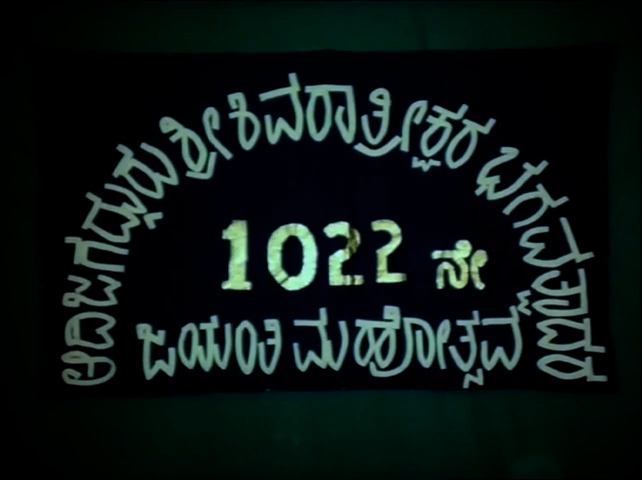 ಆದಿಜಗದ್ಗುರು ಶ್ರೀ ಶಿವರಾತ್ರೀಶ್ವರ ಭಗವತ್ಪಾದರ
1022 ನೇ
ಜಯಂತಿ ಮಹೋತ್ಸವ